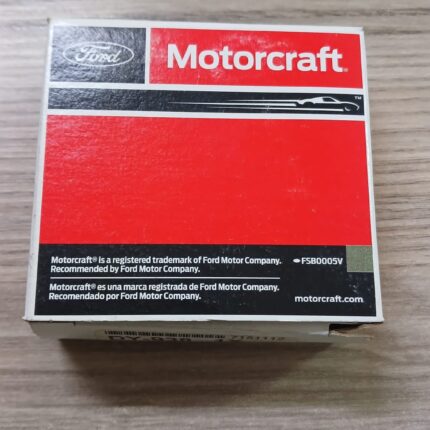 Ford
Motorcraft®
™
Motorcraft® is a registered trademark of Ford Motor Company.
Recommended by Ford Motor Company.
FSB0005V
Motorcraft® es una marca registrada de Ford Motor Company.
Recomendado por Ford Motor Company.
motorcraft.com